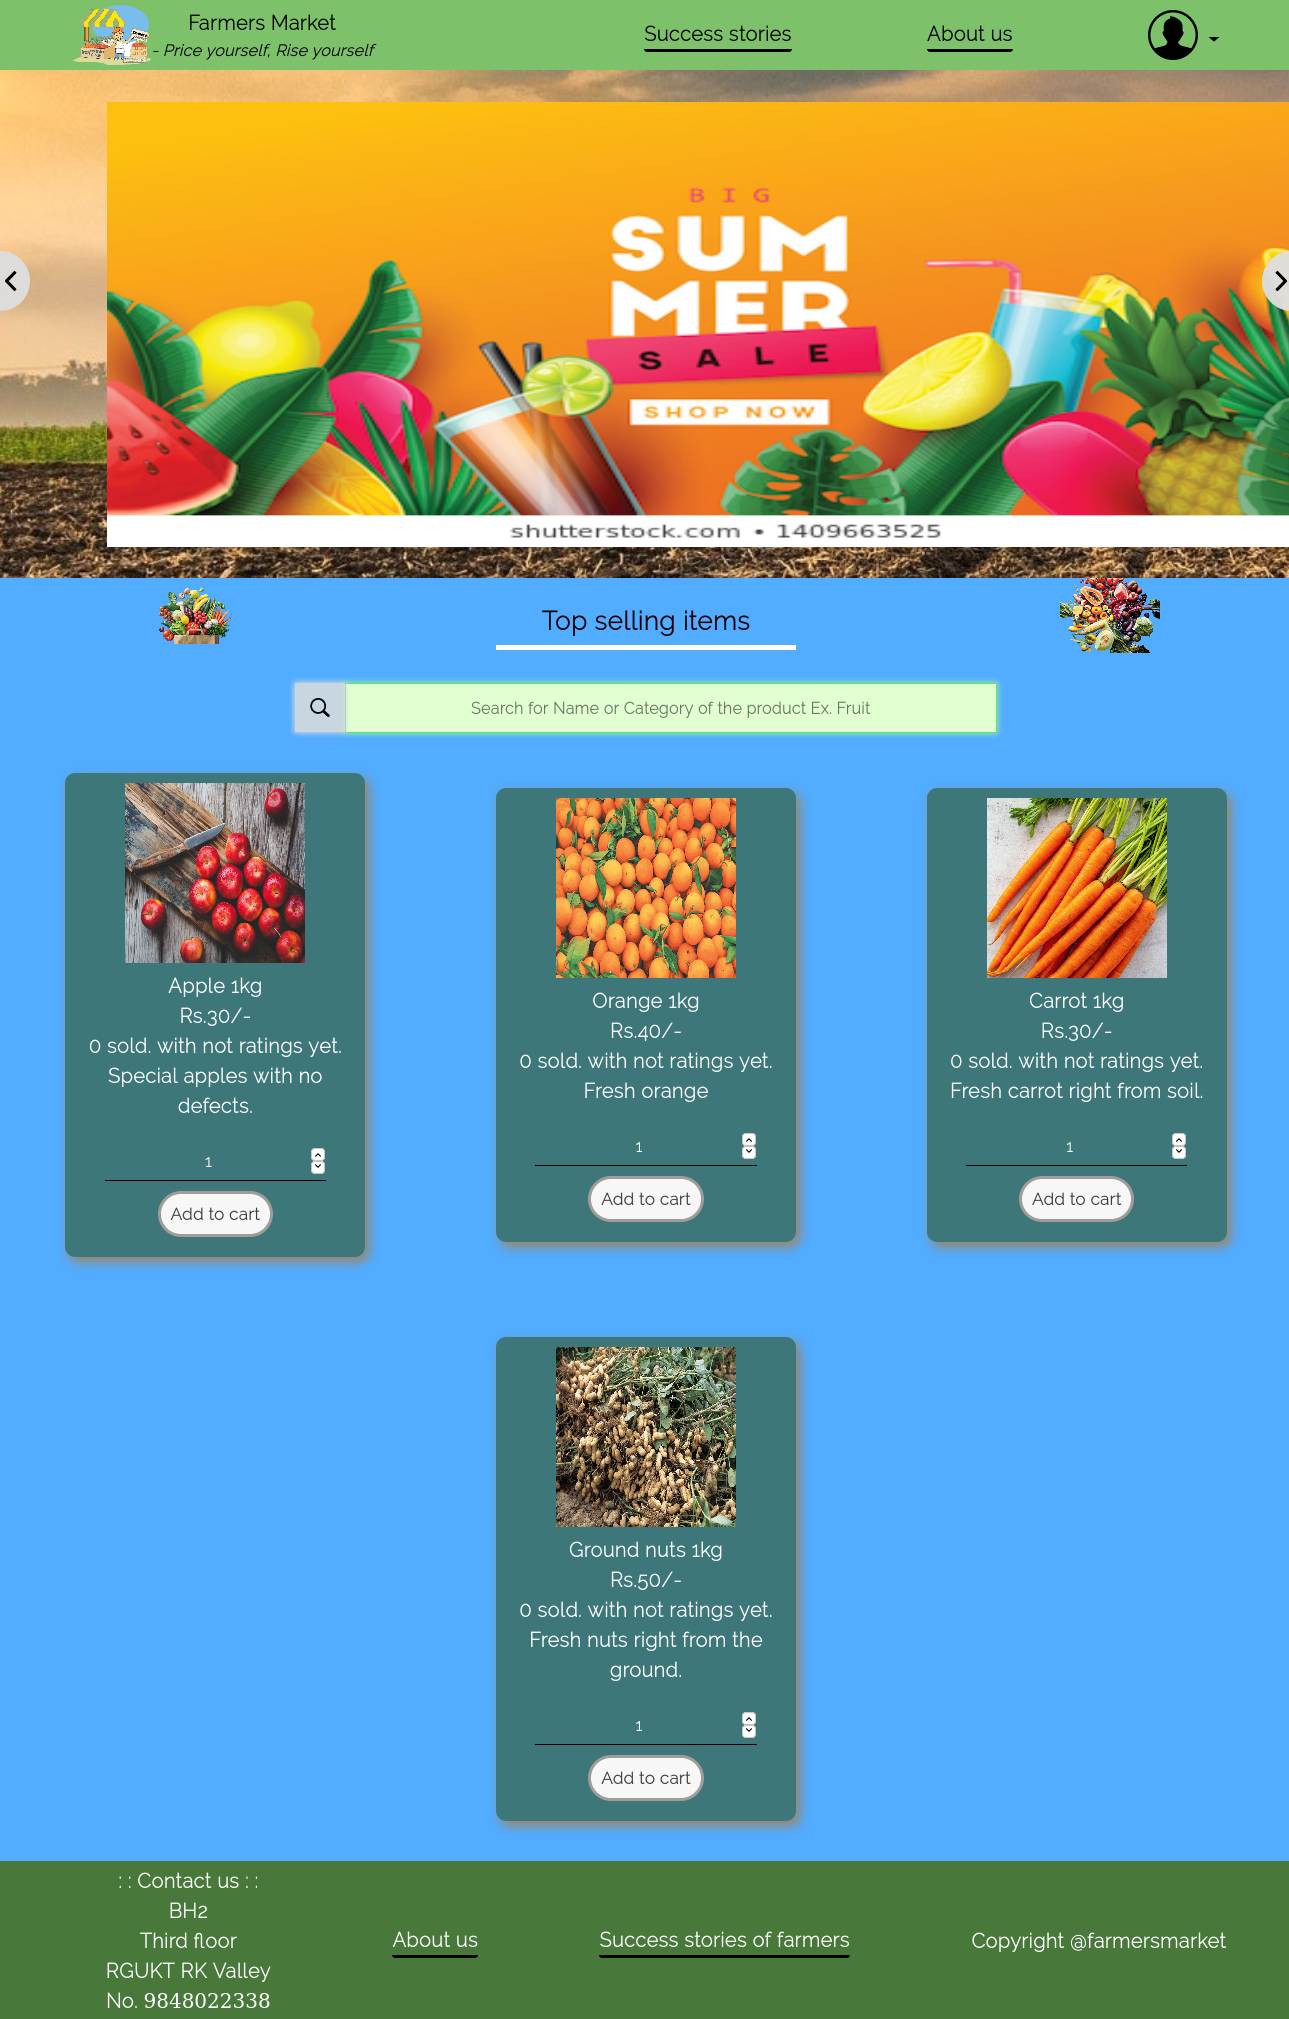 Farmers Market
- Price yourself, Rise yourself
Success stories
About us
BIG
SUM
MER
SALE
SHOP NOW
shutterstock.com • 1409663525
Top selling items
Search for Name or Category of the product Ex. Fruit
Apple 1kg
Rs.30/-
0 sold. with not ratings yet.
Special apples with no
defects.
1
Add to cart
Orange 1kg
Rs.40/-
0 sold. with not ratings yet.
Fresh orange
1
Add to cart
Carrot 1kg
Rs.30/-
0 sold. with not ratings yet.
Fresh carrot right from soil.
1
Add to cart
Ground nuts 1kg
Rs.50/-
0 sold. with not ratings yet.
Fresh nuts right from the
ground.
1
Add to cart
: : Contact us : :
BH2
Third floor
RGUKT RK Valley
No. 9848022338
About us
Success stories of farmers
Copyright @farmersmarket